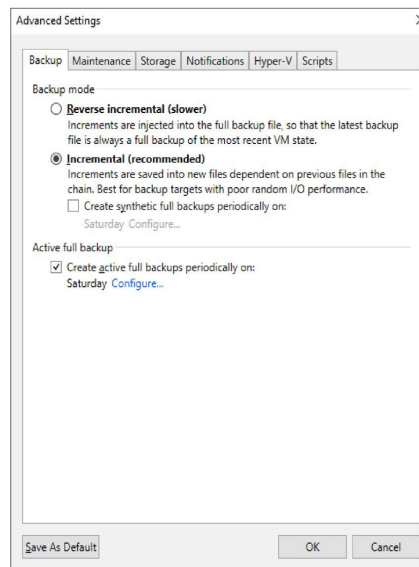 Advanced Settings
Backup Maintenance Storage Notifications Hyper-V Scripts
Backup mode
Reverse incremental (slower)
Increments are injected into the full backup file, so that the latest backup
file is always a full backup of the most recent VM state.
Incremental (recommended)
Increments are saved into new files dependent on previous files in the
chain. Best for backup targets with poor random I/O performance.
Create synthetic full backups periodically on:
Saturday Configure...
Active full backup
Create active full backups periodically on:
Saturday Configure...
Save As Default OK Cancel